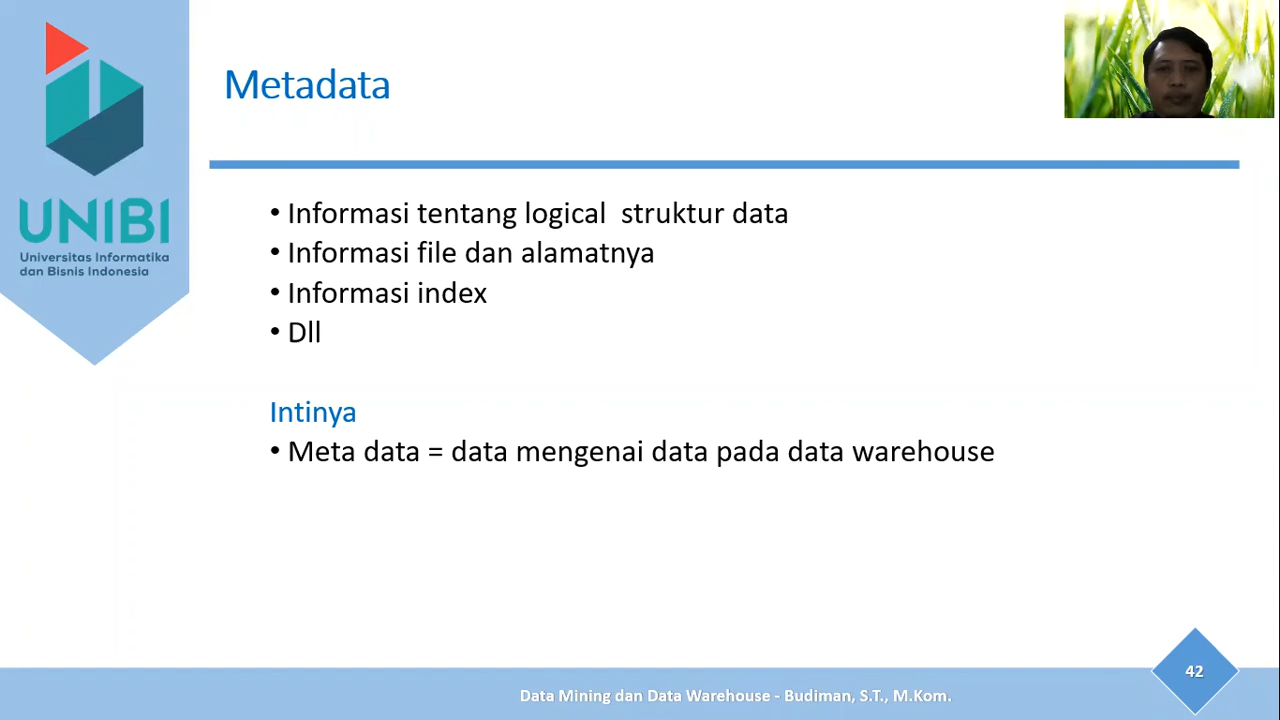 UNIBI
Universitas Informatika
dan Bisnis Indonesia
Metadata
• Informasi tentang logical  struktur data
• Informasi file dan alamatnya
• Informasi index
• Dll
Intinya
• Meta data = data mengenai data pada data warehouse
42
Data Mining dan Data Warehouse - Budiman, S.T., M.Kom.